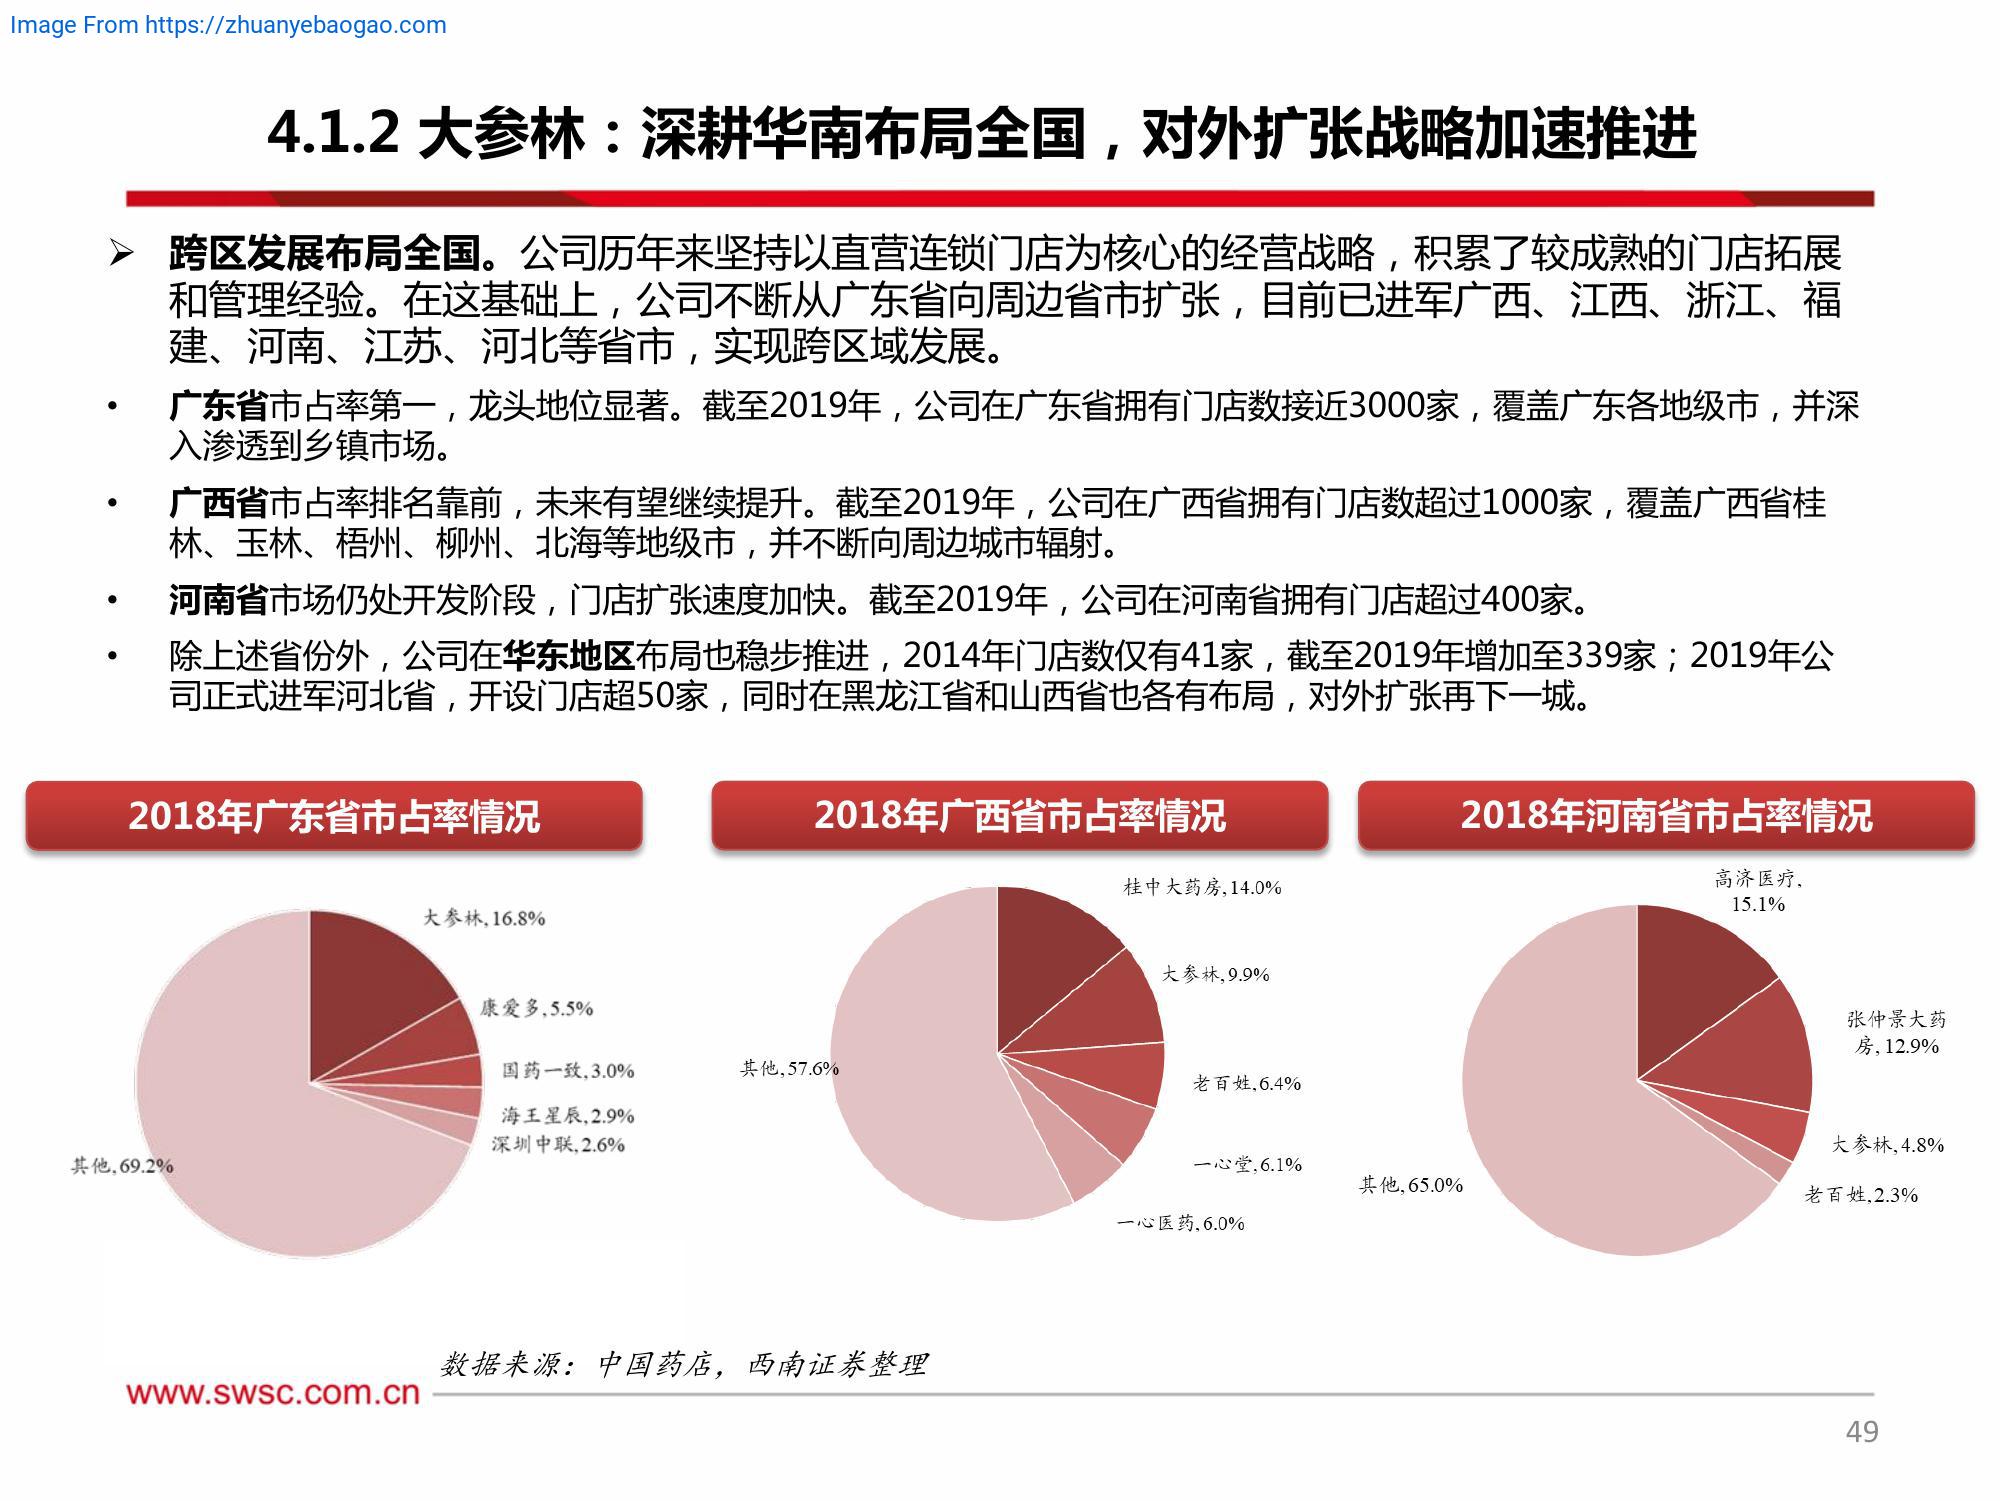 Image From https://zhuanyebaogao.com
4.1.2 大参林：深耕华南布局全国，对外扩张战略加速推进
➢ 跨区发展布局全国。公司历年来坚持以直营连锁门店为核心的经营战略，积累了较成熟的门店拓展
和管理经验。在这基础上，公司不断从广东省向周边省市扩张，目前已进军广西、江西、浙江、福
建、河南、江苏、河北等省市，实现跨区域发展。
• 广东省市占率第一，龙头地位显著。截至2019年，公司在广东省拥有门店数接近3000家，覆盖广东各地级市，并深
入渗透到乡镇市场。
• 广西省市占率排名靠前，未来有望继续提升。截至2019年，公司在广西省拥有门店数超过1000家，覆盖广西省桂
林、玉林、梧州、柳州、北海等地级市，并不断向周边城市辐射。
• 河南省市场仍处开发阶段，门店扩张速度加快。截至2019年，公司在河南省拥有门店超过400家。
• 除上述省份外，公司在华东地区布局也稳步推进，2014年门店数仅有41家，截至2019年增加至339家；2019年公
司正式进军河北省，开设门店超50家，同时在黑龙江省和山西省也各有布局，对外扩张再下一城。
2018年广东省市占率情况
大参林,16.8%
康爱多,5.5%
国药一致,3.0%
海王星辰,2.9%
深圳中联,2.6%
其他,69.2%
2018年广西省市占率情况
桂中大药房,14.0%
大参林,9.9%
老百姓,6.4%
一心堂,6.1%
一心医药,6.0%
其他,57.6%
2018年河南省市占率情况
高济医疗,
15.1%
张仲景大药
房,12.9%
大参林,4.8%
老百姓,2.3%
其他,65.0%
数据来源：中国药店，西南证券整理
www.swsc.com.cn
49